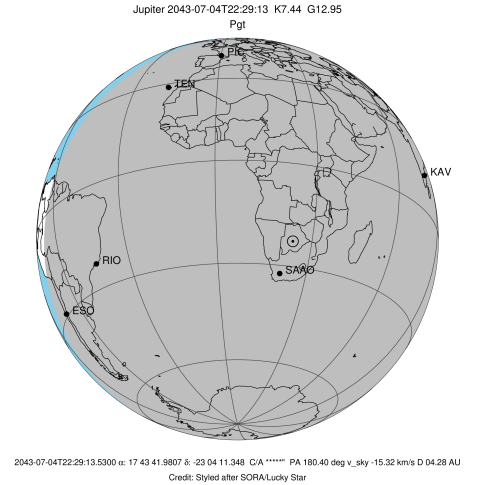 Jupiter 2043-07-04T22:29:13 K7.44 G12.95
Pgt
PIC
TEN
KAV
RIO
SAAO
ESO
2043-07-04T22:29:13.5300 α: 17 43 41.9807 δ: -23 04 11.348 C/A *****" PA 180.40 deg v_sky -15.32 km/s D 04.28 AU
Credit: Styled after SORA/Lucky Star